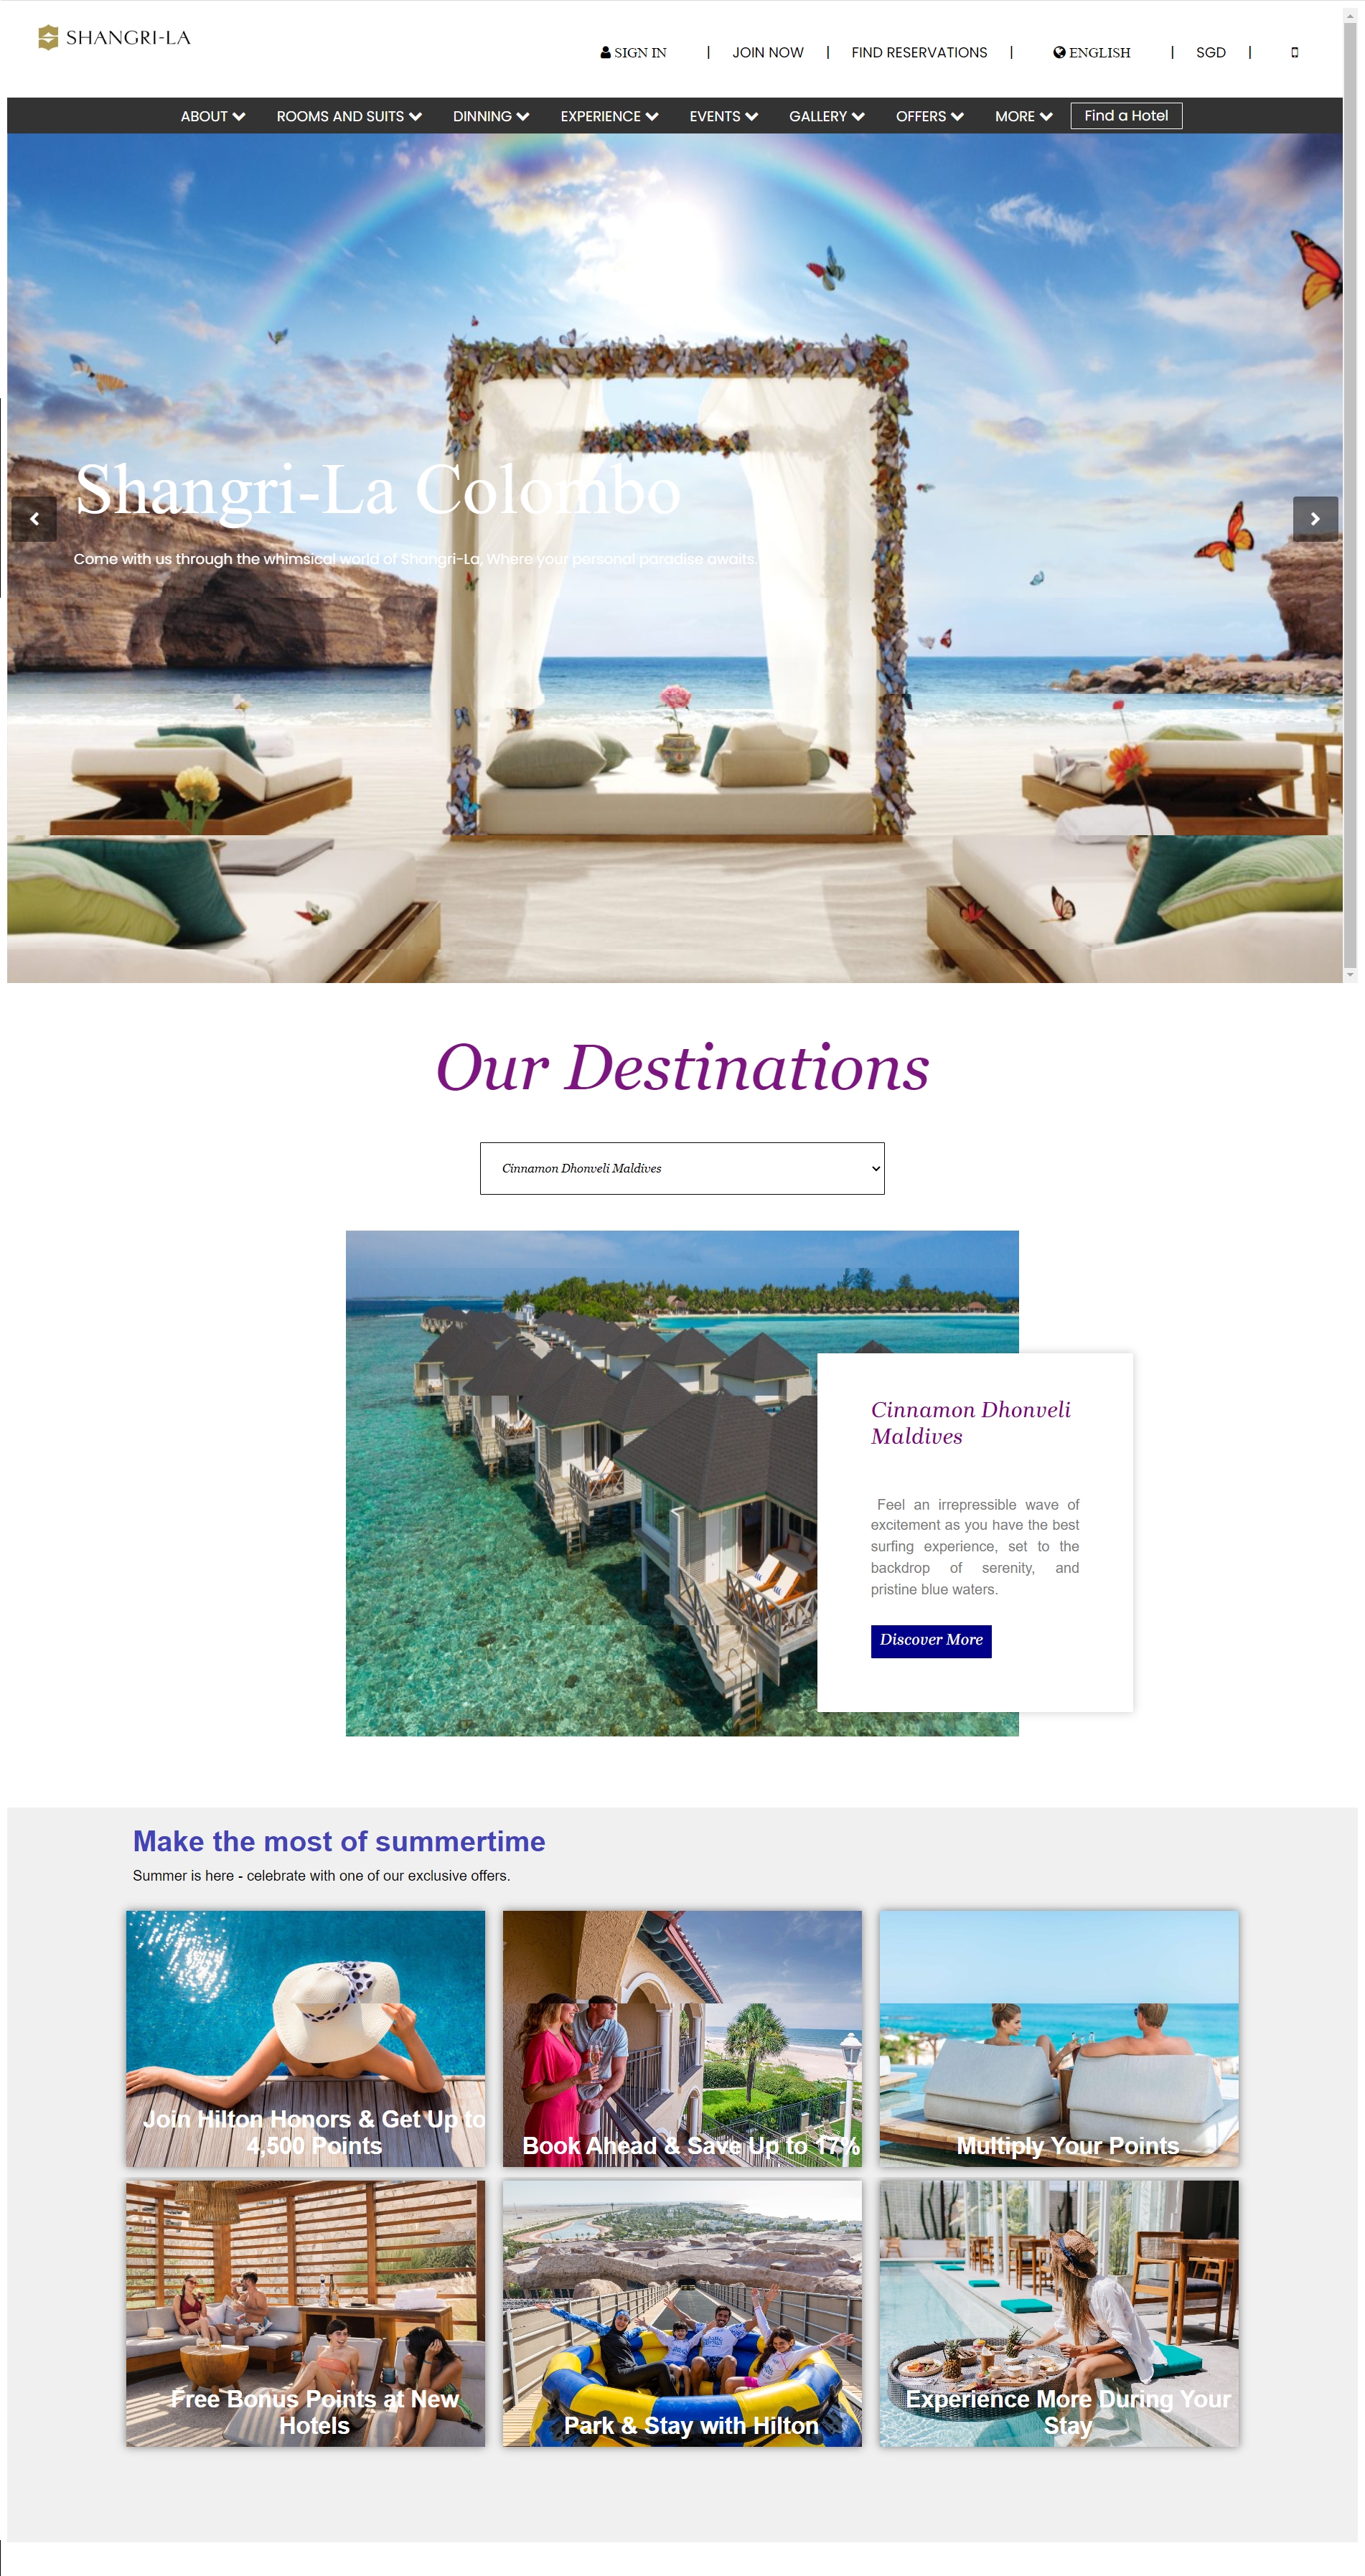 SHANGRI-LA
SIGN IN | JOIN NOW | FIND RESERVATIONS | ENGLISH | SGD |
ABOUT ROOMS AND SUITS DINNING EXPERIENCE EVENTS GALLERY OFFERS MORE Find a Hotel
Shangri-La Colombo
Come with us through the whimsical world of Shangri-La, Where your personal paradise awaits.
Our Destinations
Cinnamon Dhonveli Maldives
Cinnamon Dhonveli
Maldives
Feel an irrepressible wave of
excitement as you have the best
surfing experience, set to the
backdrop of serenity, and
pristine blue waters.
Discover More
Make the most of summertime
Summer is here - celebrate with one of our exclusive offers.
Join Hilton Honors & Get Up to
4,500 Points
Book Ahead & Save Up to 17%
Multiply Your Points
Free Bonus Points at New
Hotels
Park & Stay with Hilton
Experience More During Your
Stay